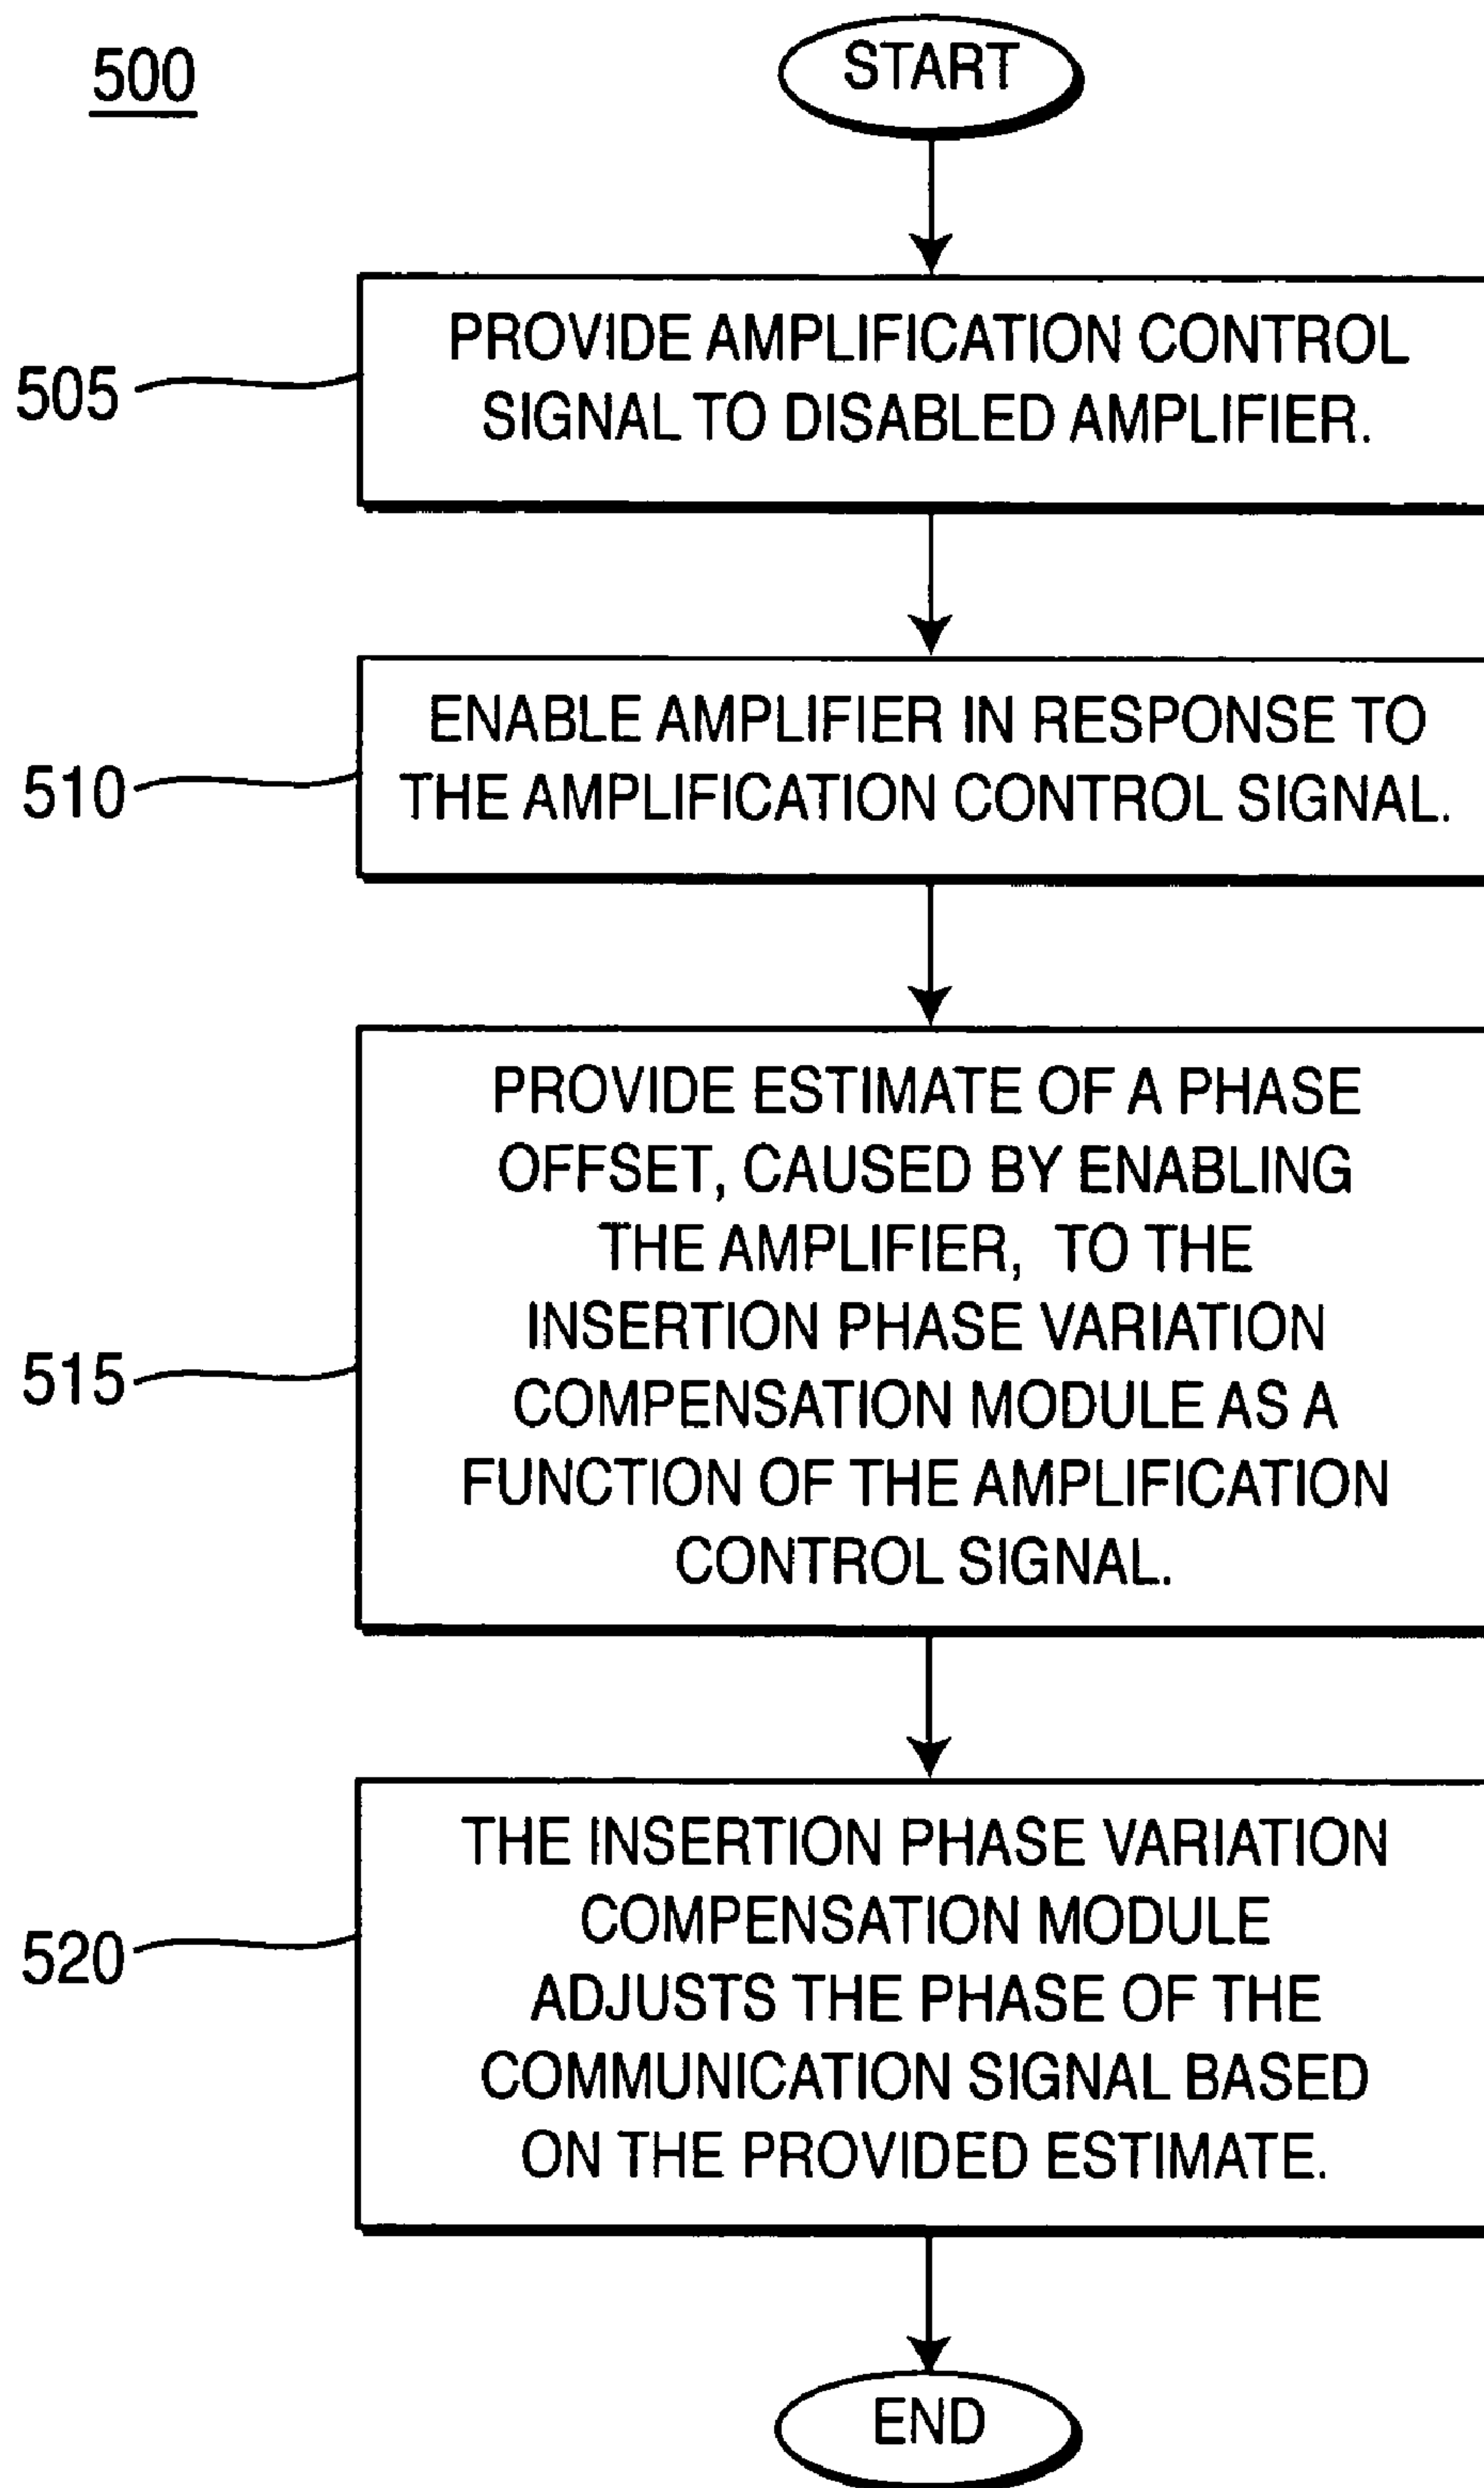 500
START
505
PROVIDE AMPLIFICATION CONTROL
SIGNAL TO DISABLED AMPLIFIER.
510
ENABLE AMPLIFIER IN RESPONSE TO
THE AMPLIFICATION CONTROL SIGNAL.
515
PROVIDE ESTIMATE OF A PHASE
OFFSET, CAUSED BY ENABLING
THE AMPLIFIER, TO THE
INSERTION PHASE VARIATION
COMPENSATION MODULE AS A
FUNCTION OF THE AMPLIFICATION
CONTROL SIGNAL.
520
THE INSERTION PHASE VARIATION
COMPENSATION MODULE
ADJUSTS THE PHASE OF THE
COMMUNICATION SIGNAL BASED
ON THE PROVIDED ESTIMATE.
END